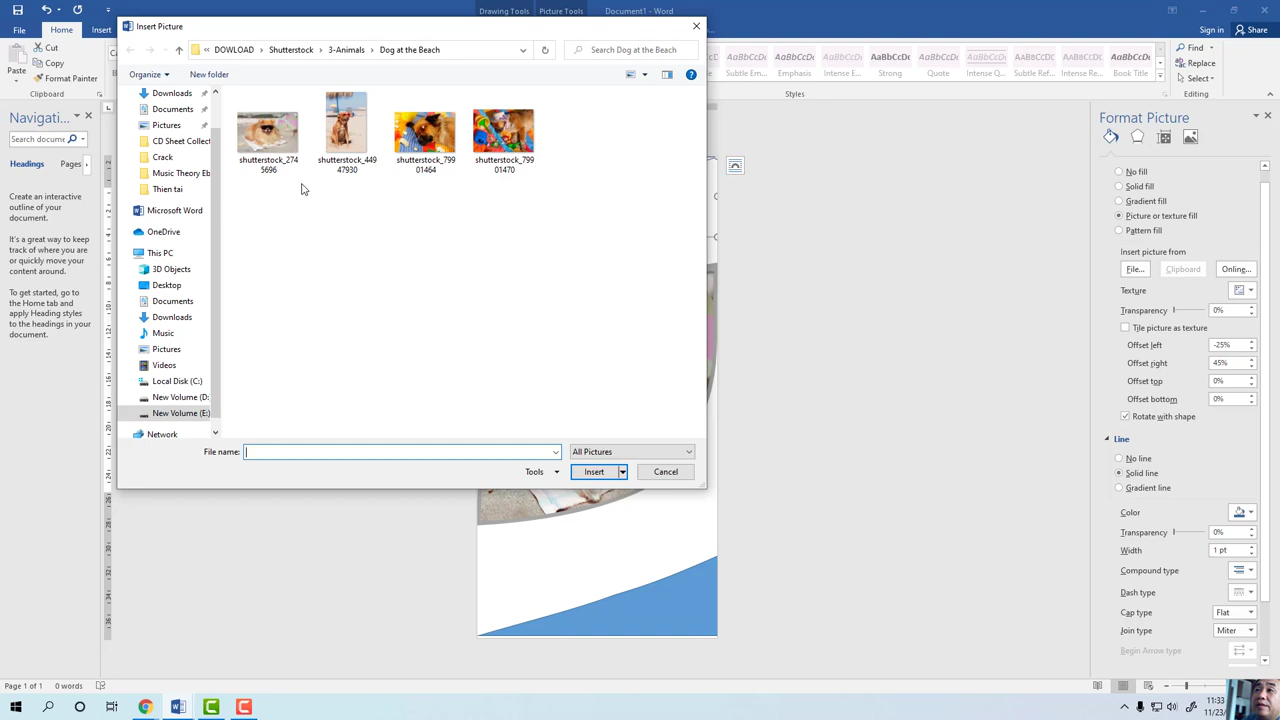 Drawing Tools
Picture Tools
Document1 - Word
File
Home
Insert
Sign in
Share
Cut
Copy
Paste
Format Painter
Clipboard
Subtle Em...
Emphasis
Intense E...
Strong
Quote
Intense Q...
Subtle Ref...
Intense Re...
Book Title
Styles
Find
Replace
Select
Editing
Insert Picture
DOWLOAD
Shutterstock
3-Animals
Dog at the Beach
Search Dog at the Beach
Organize
New folder
Downloads
Documents
Pictures
CD Sheet Collect
Crack
Music Theory Eb
Thien tai
Microsoft Word
OneDrive
This PC
3D Objects
Desktop
Documents
Downloads
Music
Pictures
Videos
Local Disk (C:)
New Volume (D:
New Volume (E:)
Network
shutterstock_274
5696
shutterstock_449
47930
shutterstock_799
01464
shutterstock_799
01470
File name:
All Pictures
Tools
Insert
Cancel
Navigati...
Search docume
Headings
Pages
Create an interactive
outline of your
document.
It's a great way to keep
track of where you are
or quickly move your
content around.
To get started, go to
the Home tab and
apply Heading styles
to the headings in your
document.
Format Picture
No fill
Solid fill
Gradient fill
Picture or texture fill
Pattern fill
Insert picture from
File...
Clipboard
Online...
Texture
Transparency
0%
Tile picture as texture
Offset left
-25%
Offset right
45%
Offset top
0%
Offset bottom
0%
Rotate with shape
Line
No line
Solid line
Gradient line
Color
Transparency
0%
Width
1 pt
Compound type
Dash type
Cap type
Flat
Join type
Miter
Begin Arrow type
Page 1 of 1
0 words
11:33
11/23/